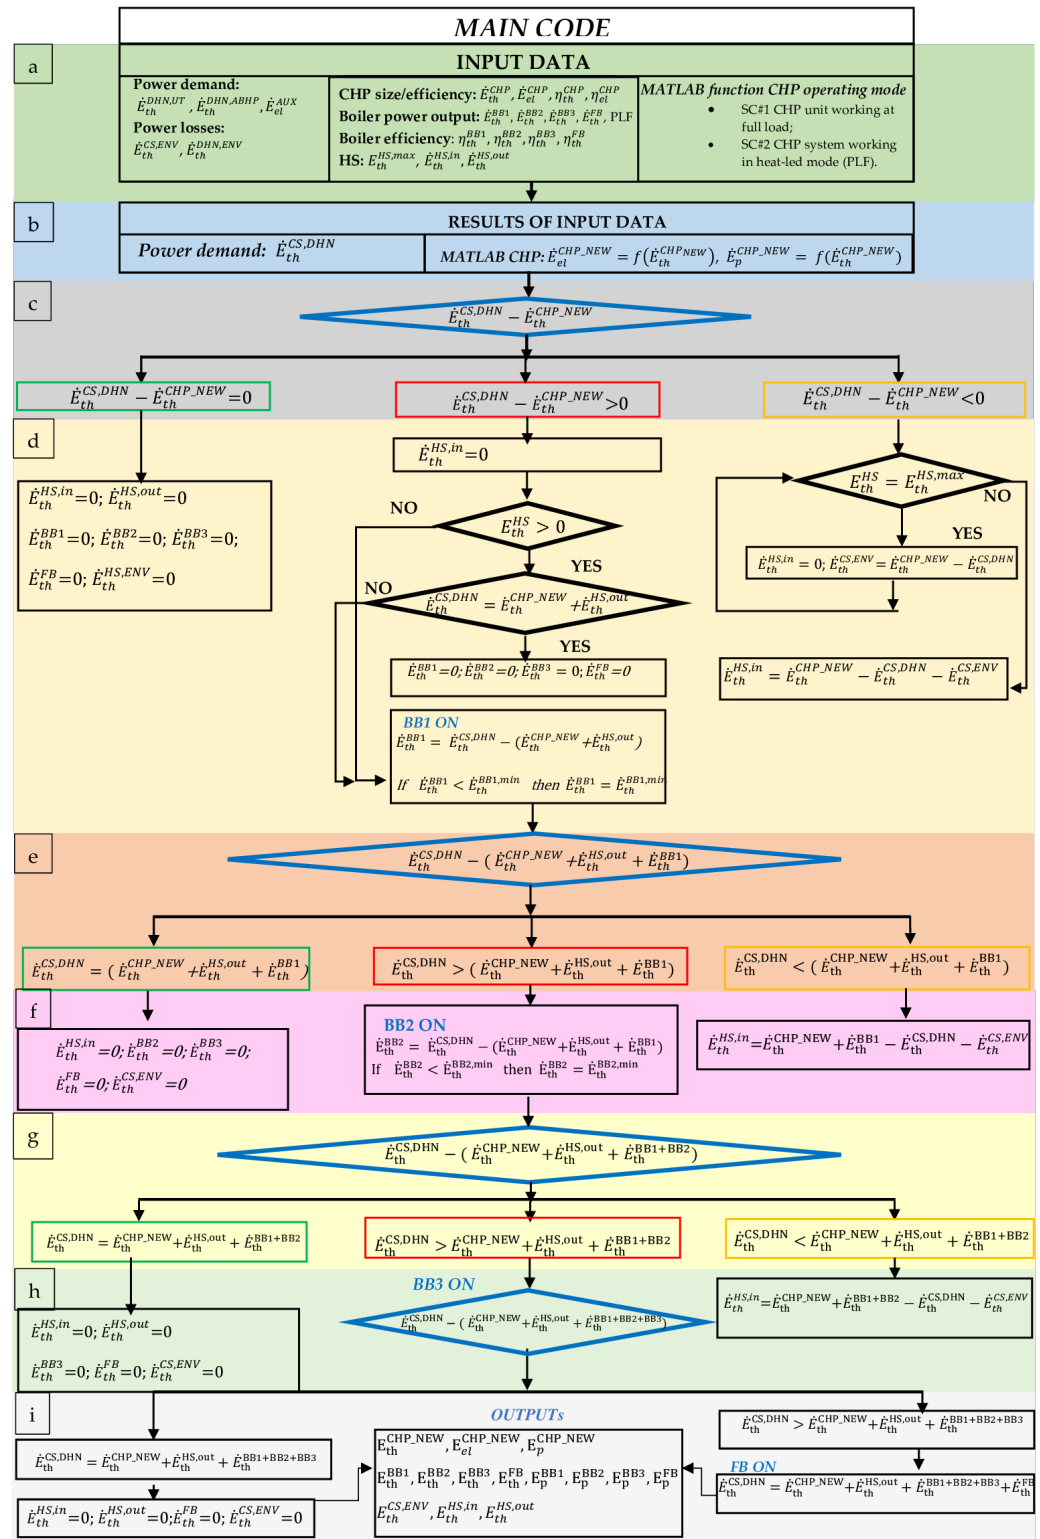 MAIN CODE
a
INPUT DATA
Power demand:
Ė_th^{DHN,UT}, Ė_th^{DHN,ABHP}, Ė_el^{AUX}
Power losses:
Ė_th^{CS,ENV}, Ė_th^{DHN,ENV}
CHP size/efficiency: Ė_th^{CHP}, Ė_el^{CHP}, η_th^{CHP}, η_el^{CHP}
Boiler power output: Ė_th^{BB1}, Ė_th^{BB2}, Ė_th^{BB3}, Ė_th^{FB}, PLF
Boiler efficiency: η_th^{BB1}, η_th^{BB2}, η_th^{BB3}, η_th^{FB}
HS: E_th^{HS,max}, Ė_th^{HS,in}, Ė_th^{HS,out}
MATLAB function CHP operating mode
• SC#1 CHP unit working at
full load;
• SC#2 CHP system working
in heat-led mode (PLF).
b
RESULTS OF INPUT DATA
Power demand: Ė_th^{CS,DHN}
MATLAB CHP: Ė_el^{CHP_NEW} = f(Ė_th^{CHP_NEW}), Ė_p^{CHP_NEW} = f(Ė_th^{CHP_NEW})
c
Ė_th^{CS,DHN} − Ė_th^{CHP_NEW}
Ė_th^{CS,DHN} − Ė_th^{CHP_NEW}=0
Ė_th^{CS,DHN} − Ė_th^{CHP_NEW}>0
Ė_th^{CS,DHN} − Ė_th^{CHP_NEW}<0
d
Ė_th^{HS,in}=0; Ė_th^{HS,out}=0
Ė_th^{BB1}=0; Ė_th^{BB2}=0; Ė_th^{BB3}=0;
Ė_th^{FB}=0; Ė_th^{HS,ENV}=0
Ė_th^{HS,in}=0
NO
E_th^{HS} > 0
YES
NO
Ė_th^{CS,DHN} = Ė_th^{CHP_NEW} + Ė_th^{HS,out}
YES
Ė_th^{BB1}=0; Ė_th^{BB2}=0; Ė_th^{BB3} = 0; Ė_th^{FB}=0
BB1 ON
Ė_th^{BB1} = Ė_th^{CS,DHN} − (Ė_th^{CHP_NEW} + Ė_th^{HS,out})
If Ė_th^{BB1} < Ė_th^{BB1,min} then Ė_th^{BB1} = Ė_th^{BB1,min}
E_th^{HS} = E_th^{HS,max}
NO
YES
Ė_th^{HS,in} = 0; Ė_th^{CS,ENV} = Ė_th^{CHP_NEW} − Ė_th^{CS,DHN}
Ė_th^{HS,in} = Ė_th^{CHP_NEW} − Ė_th^{CS,DHN} − Ė_th^{CS,ENV}
e
Ė_th^{CS,DHN} − ( Ė_th^{CHP_NEW} + Ė_th^{HS,out} + Ė_th^{BB1})
Ė_th^{CS,DHN} = ( Ė_th^{CHP_NEW} + Ė_th^{HS,out} + Ė_th^{BB1})
Ė_th^{CS,DHN} > ( Ė_th^{CHP_NEW} + Ė_th^{HS,out} + Ė_th^{BB1})
Ė_th^{CS,DHN} < ( Ė_th^{CHP_NEW} + Ė_th^{HS,out} + Ė_th^{BB1})
f
Ė_th^{HS,in}=0; Ė_th^{BB2}=0; Ė_th^{BB3}=0;
Ė_th^{FB}=0; Ė_th^{CS,ENV}=0
BB2 ON
Ė_th^{BB2} = Ė_th^{CS,DHN} − (Ė_th^{CHP_NEW} + Ė_th^{HS,out} + Ė_th^{BB1})
If Ė_th^{BB2} < Ė_th^{BB2,min} then Ė_th^{BB2} = Ė_th^{BB2,min}
Ė_th^{HS,in} = Ė_th^{CHP_NEW} + Ė_th^{BB1} − Ė_th^{CS,DHN} − Ė_th^{CS,ENV}
g
Ė_th^{CS,DHN} − ( Ė_th^{CHP_NEW} + Ė_th^{HS,out} + Ė_th^{BB1+BB2})
Ė_th^{CS,DHN} = Ė_th^{CHP_NEW} + Ė_th^{HS,out} + Ė_th^{BB1+BB2}
Ė_th^{CS,DHN} > Ė_th^{CHP_NEW} + Ė_th^{HS,out} + Ė_th^{BB1+BB2}
Ė_th^{CS,DHN} < Ė_th^{CHP_NEW} + Ė_th^{HS,out} + Ė_th^{BB1+BB2}
h
BB3 ON
Ė_th^{HS,in}=0; Ė_th^{HS,out}=0
Ė_th^{BB3}=0; Ė_th^{FB}=0; Ė_th^{CS,ENV}=0
Ė_th^{CS,DHN} − ( Ė_th^{CHP_NEW} + Ė_th^{HS,out} + Ė_th^{BB1+BB2+BB3})
Ė_th^{HS,in} = Ė_th^{CHP_NEW} + Ė_th^{BB1+BB2} − Ė_th^{CS,DHN} − Ė_th^{CS,ENV}
i
Ė_th^{CS,DHN} = Ė_th^{CHP_NEW} + Ė_th^{HS,out} + Ė_th^{BB1+BB2+BB3}
Ė_th^{HS,in}=0; Ė_th^{HS,out}=0; Ė_th^{FB}=0; Ė_th^{CS,ENV}=0
OUTPUTs
E_th^{CHP_NEW}, E_el^{CHP_NEW}, E_p^{CHP_NEW}
E_th^{BB1}, E_th^{BB2}, E_th^{BB3}, E_th^{FB}, E_p^{BB1}, E_p^{BB2}, E_p^{BB3}, E_p^{FB}
E_th^{CS,ENV}, E_th^{HS,in}, E_th^{HS,out}
Ė_th^{CS,DHN} > Ė_th^{CHP_NEW} + Ė_th^{HS,out} + Ė_th^{BB1+BB2+BB3}
FB ON
Ė_th^{CS,DHN} = Ė_th^{CHP_NEW} + Ė_th^{HS,out} + Ė_th^{BB1+BB2+BB3} + Ė_th^{FB}